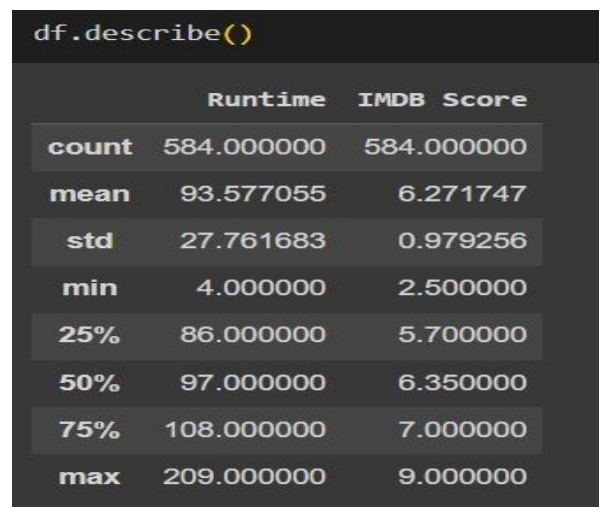 df.describe()
Runtime IMDB Score
count 584.000000 584.000000
mean 93.577055 6.271747
std 27.761683 0.979256
min 4.000000 2.500000
25% 86.000000 5.700000
50% 97.000000 6.350000
75% 108.000000 7.000000
max 209.000000 9.000000